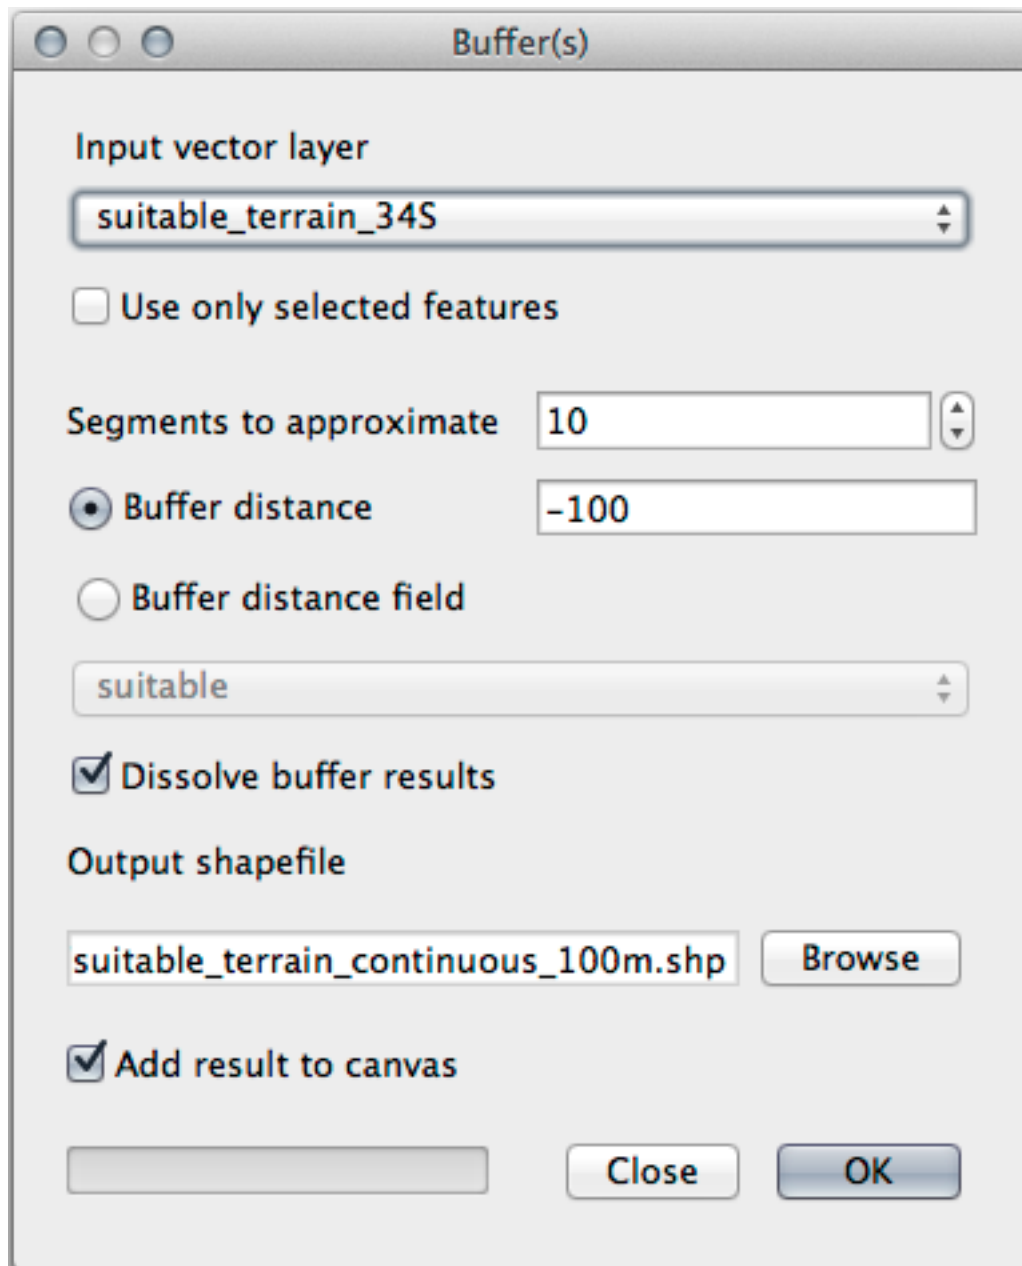 Buffer(s)
Input vector layer
suitable_terrain_34S
Use only selected features
Segments to approximate 10
Buffer distance -100
Buffer distance field
suitable
Dissolve buffer results
Output shapefile
suitable_terrain_continuous_100m.shp Browse
Add result to canvas
Close OK